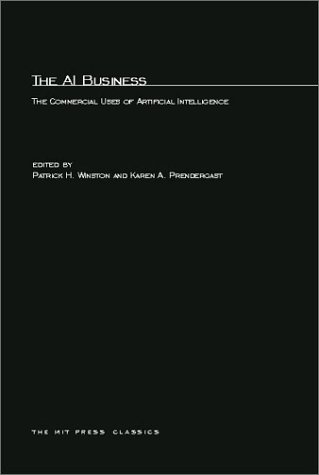 The AI Business
The Commercial Uses of Artificial Intelligence
edited by
Patrick H. Winston and Karen A. Prendergast
The MIT Press Classics